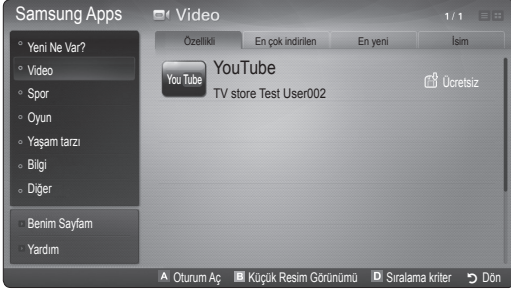 Samsung Apps
Yeni Ne Var?
Video
Spor
Oyun
Yaşam tarzı
Bilgi
Diğer
Benim Sayfam
Yardım
Video
1/1
Özellikli En çok indirilen En yeni İsim
You Tube
YouTube
TV store Test User002
Ücretsiz
A Oturum Aç B Küçük Resim Görünümü D Sıralama kriter Dön